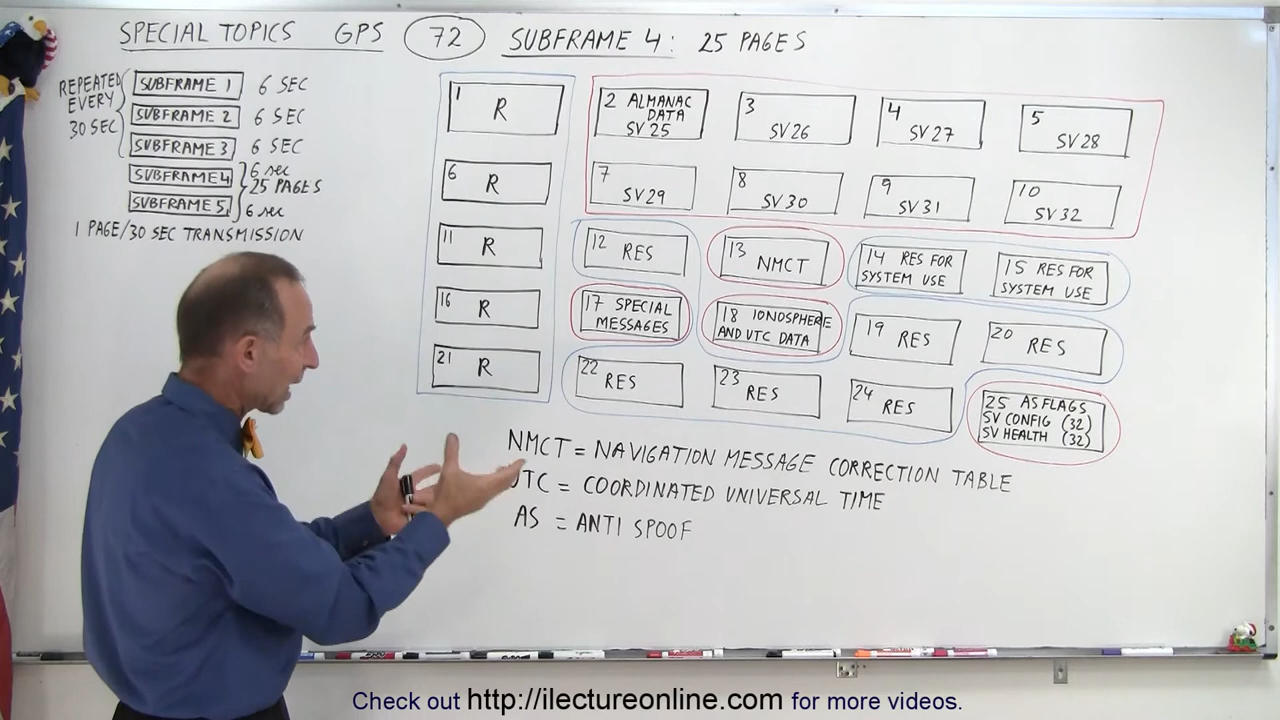 SPECIAL TOPICS GPS 72 SUBFRAME 4: 25 PAGES
REPEATED EVERY 30 SEC
SUBFRAME 1 6 SEC
SUBFRAME 2 6 SEC
SUBFRAME 3 6 SEC
SUBFRAME 4 6 sec
25 PAGES
SUBFRAME 5 6 sec
1 PAGE/30 SEC TRANSMISSION
1 R
2 ALMANAC DATA SV25
3 SV26
4 SV27
5 SV28
6 R
7 SV29
8 SV30
9 SV31
10 SV32
11 R
12 RES
13 NMCT
14 RES FOR SYSTEM USE
15 RES FOR SYSTEM USE
16 R
17 SPECIAL MESSAGES
18 IONOSPHERE AND UTC DATA
19 RES
20 RES
21 R
22 RES
23 RES
24 RES
25 AS FLAGS
SV CONFIG (32)
SV HEALTH (32)
NMCT = NAVIGATION MESSAGE CORRECTION TABLE
UTC = COORDINATED UNIVERSAL TIME
AS = ANTI SPOOF
Check out http://ilectureonline.com for more videos.